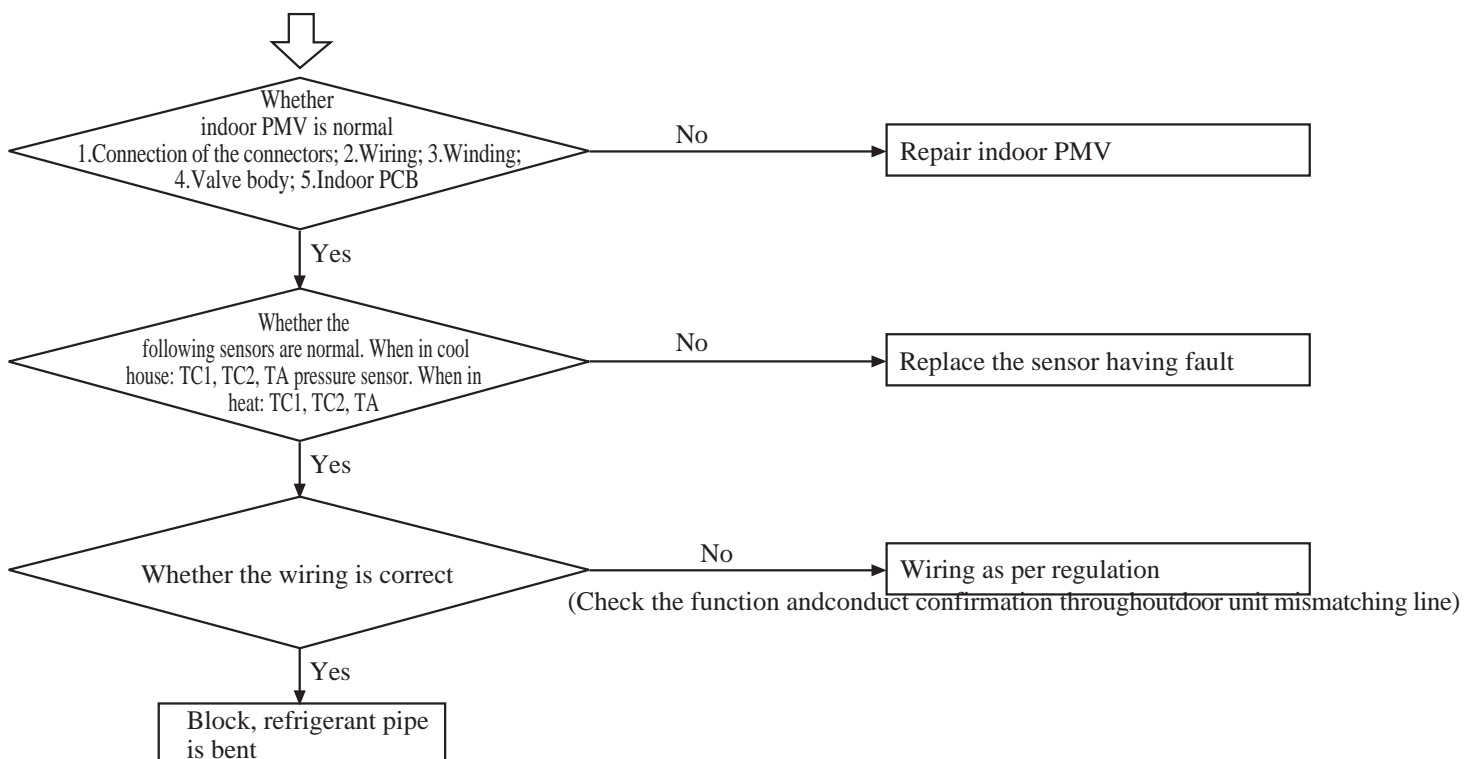 Whether
indoor PMV is normal
1.Connection of the connectors; 2.Wiring; 3.Winding;
4.Valve body; 5.Indoor PCB
No
Repair indoor PMV
Yes
Whether the
following sensors are normal. When in cool
house: TC1, TC2, TA pressure sensor. When in
heat: TC1, TC2, TA
No
Replace the sensor having fault
Yes
Whether the wiring is correct
No
Wiring as per regulation
(Check the function andconduct confirmation throughoutdoor unit mismatching line)
Yes
Block, refrigerant pipe
is bent